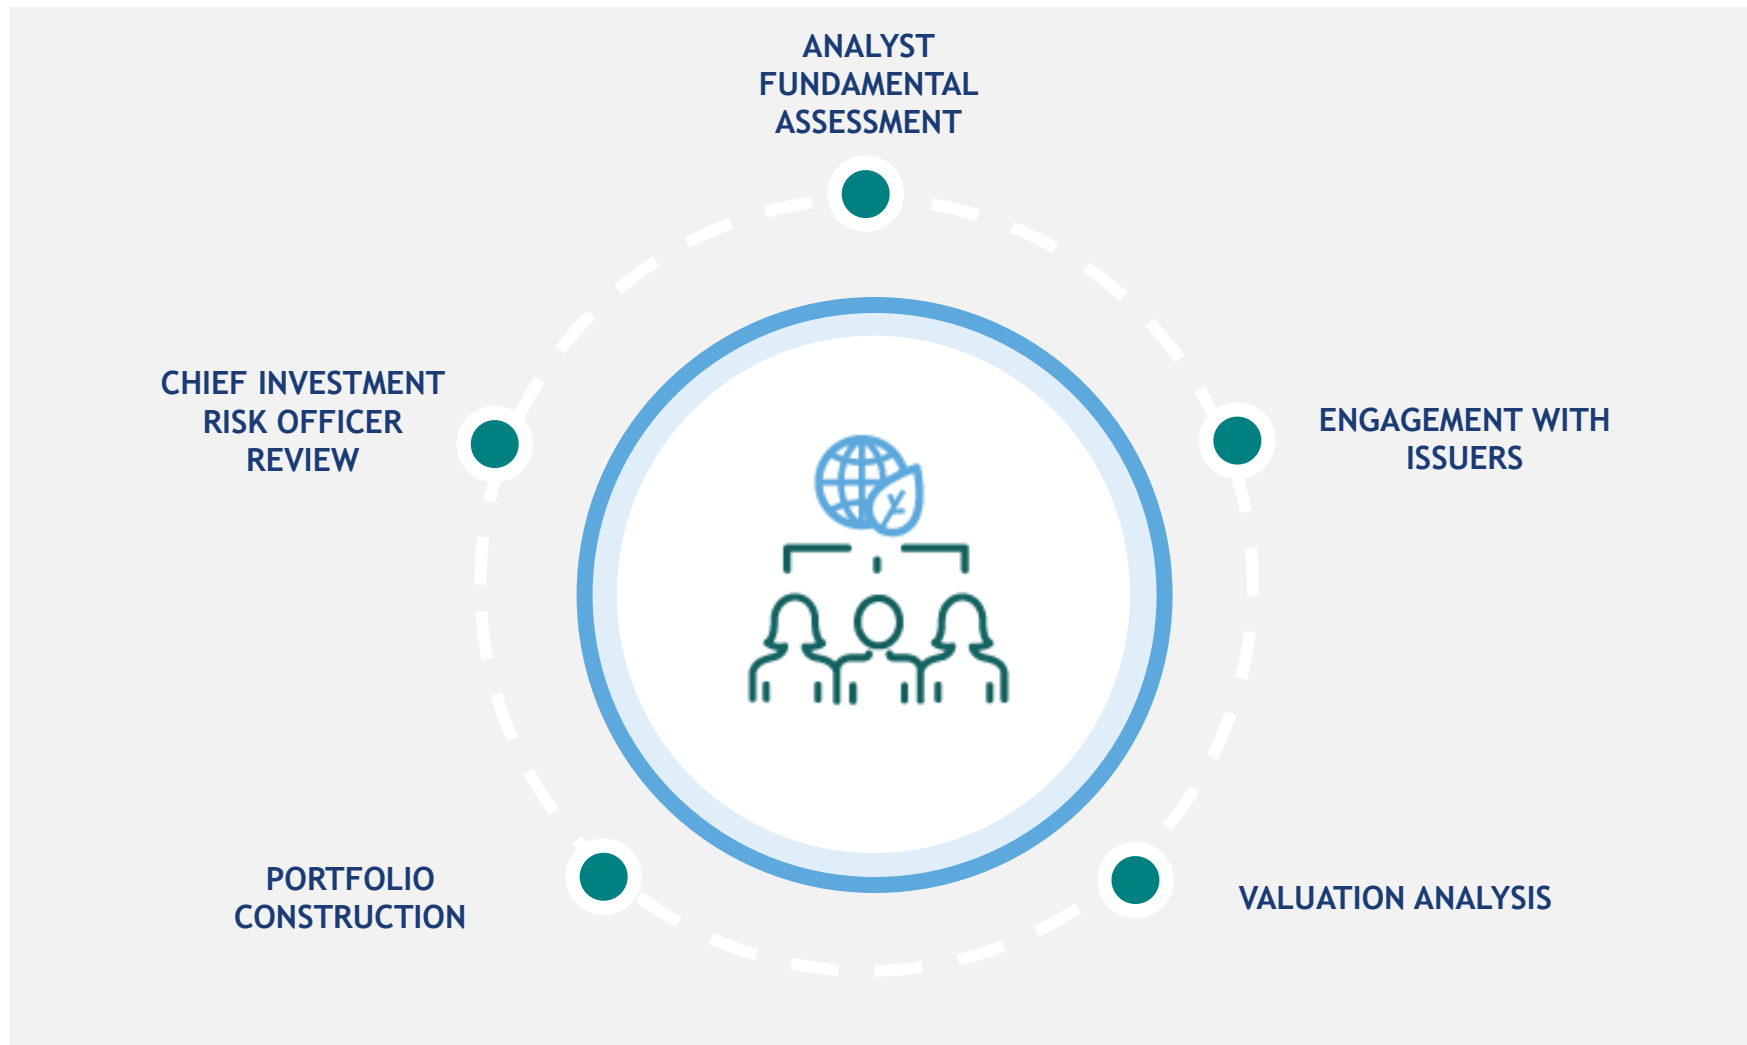 ANALYST
FUNDAMENTAL
ASSESSMENT
CHIEF INVESTMENT
RISK OFFICER
REVIEW
ENGAGEMENT WITH
ISSUERS
PORTFOLIO
CONSTRUCTION
VALUATION ANALYSIS